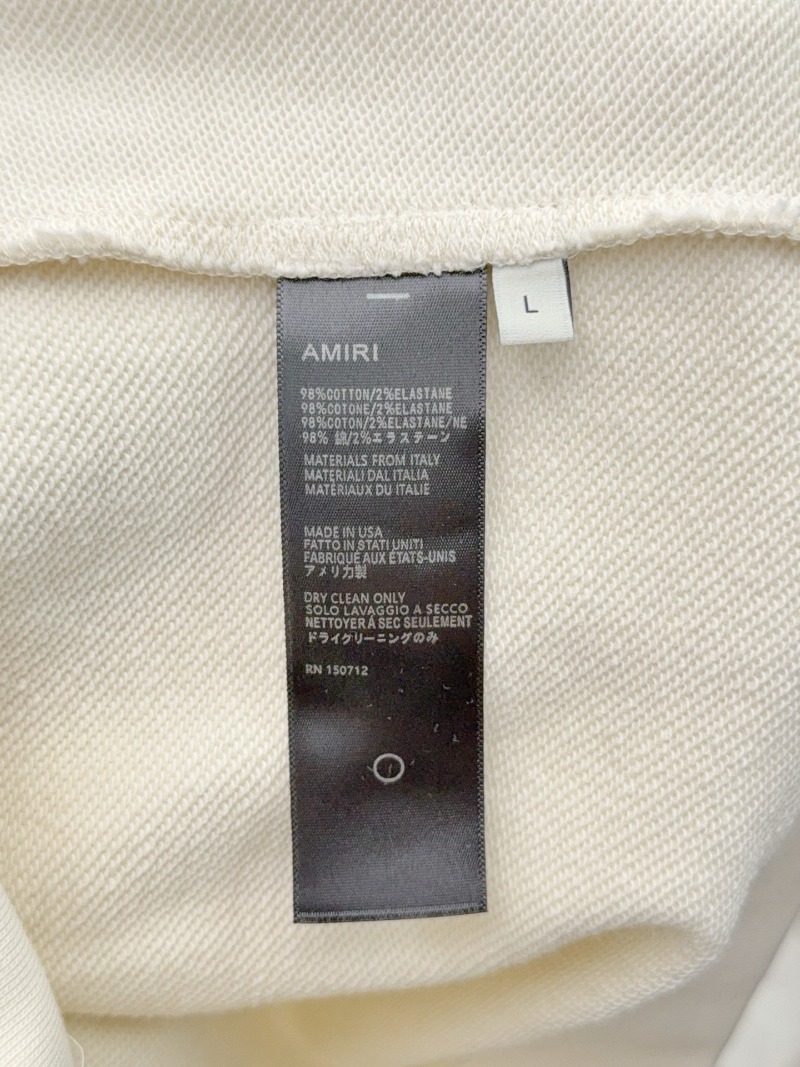 AMIRI
98%COTTON/2%ELASTANE
98%COTONE/2%ELASTANE
98%COTON/2%ELASTANE/NE
98% 綿/2%エラステーン
MATERIALS FROM ITALY
MATERIALI DAL ITALIA
MATERIAUX DU ITALIE
MADE IN USA
FATTO IN STATI UNITI
FABRIQUÉ AUX ÉTATS-UNIS
アメリカ製
DRY CLEAN ONLY
SOLO LAVAGGIO A SECCO
NETTOYER À SEC SEULEMENT
ドライクリーニングのみ
RN 150712
L